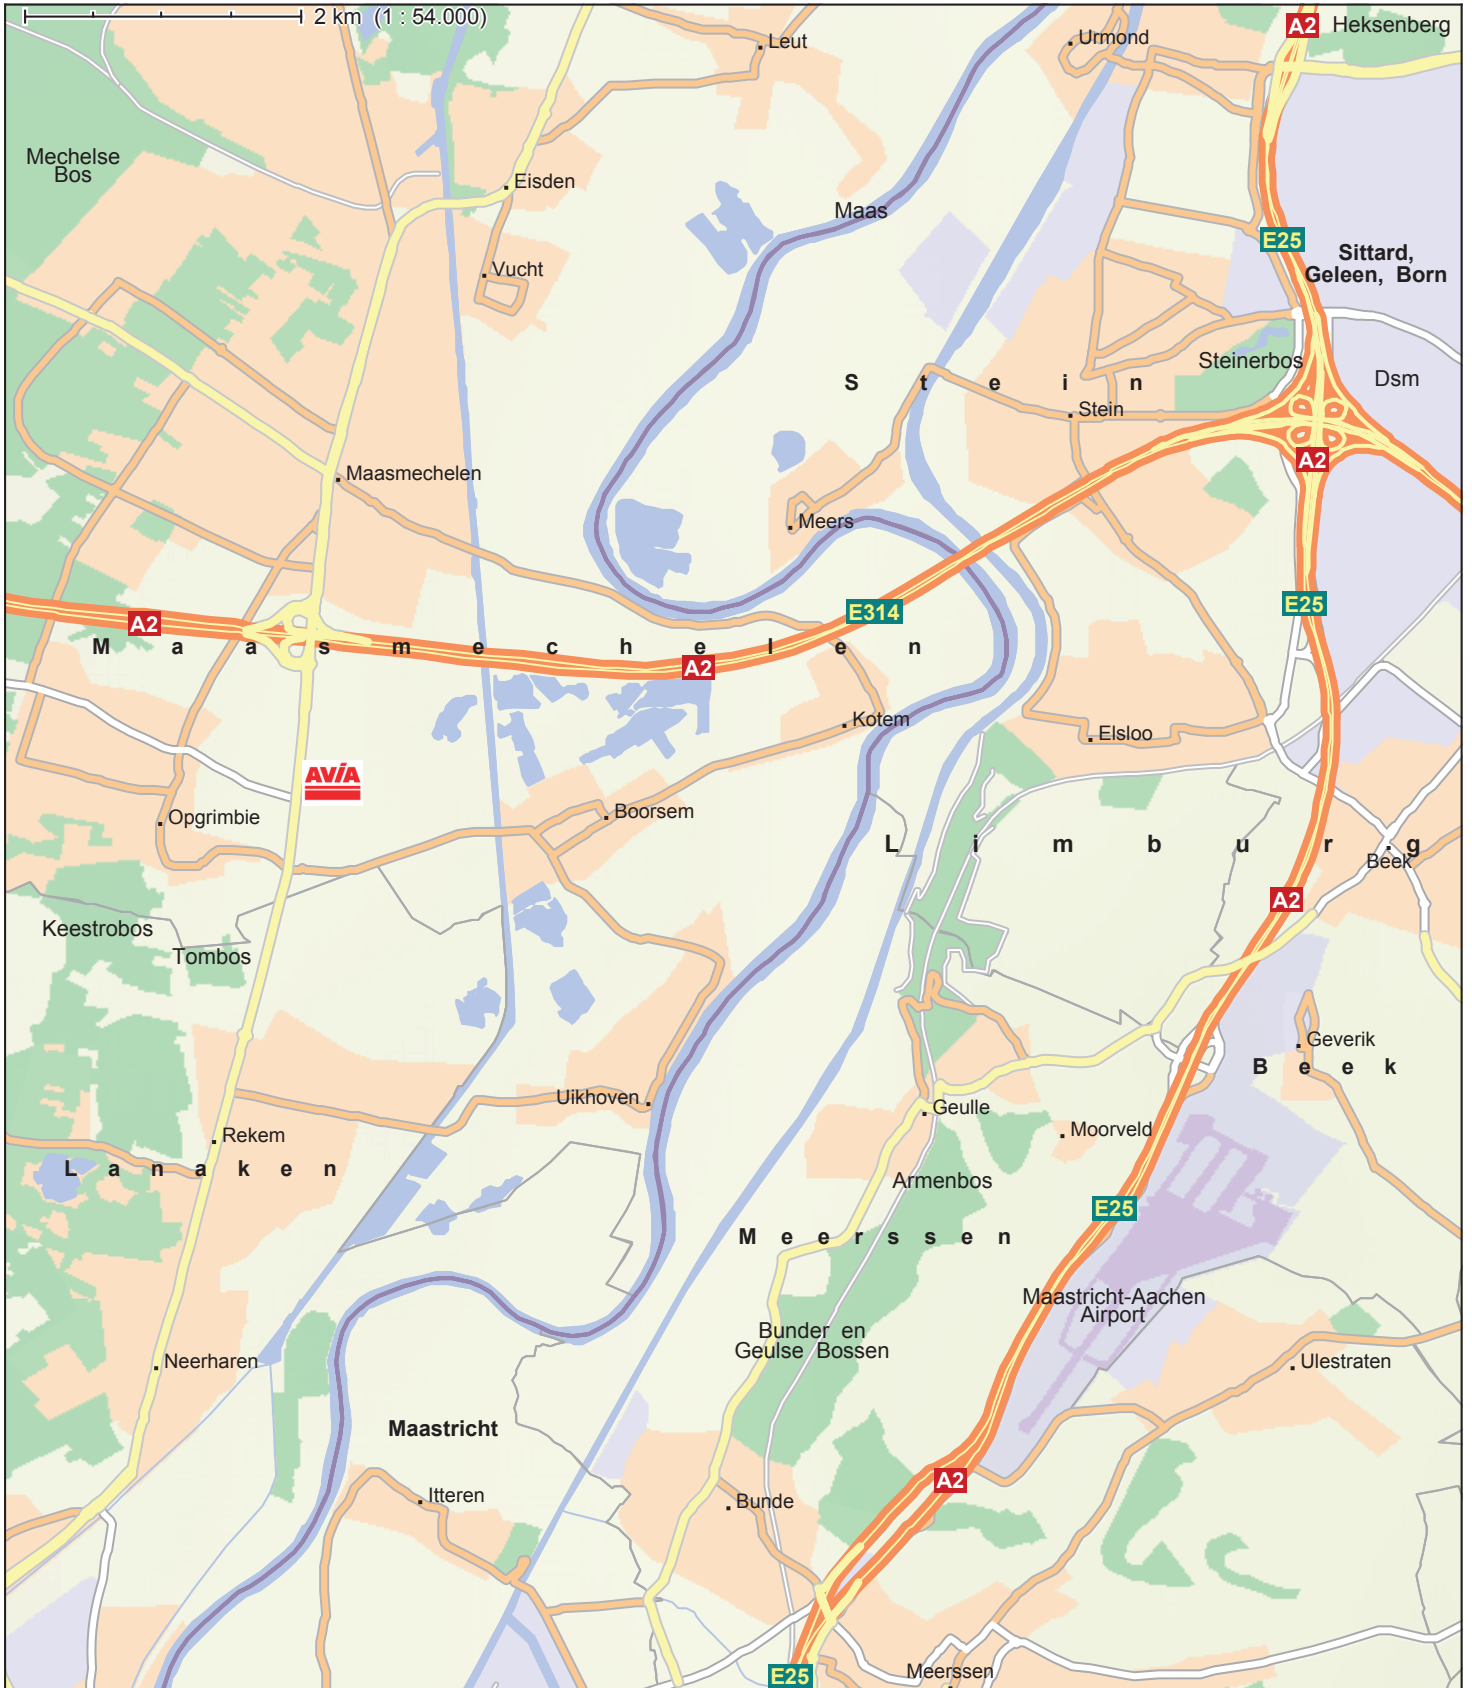 2 km (1 : 54.000)
A2
Heksenberg
Leut
Urmond
Mechelse
Bos
Eisden
Maas
E25
Sittard,
Geleen, Born
Vucht
Steinerbos
Dsm
S t e i n
Stein
A2
Maasmechelen
Meers
E25
E314
A2
M a a s m e c h e l e n
A2
Kotem
Elsloo
AVIA
Opgrimbie
Boorsem
L i m b u r g
Beek
A2
Keestrobos
Tombos
Geverik
B e e k
Uikhoven
Geulle
Moorveld
Rekem
L a n a k e n
Armenbos
E25
M e e r s s e n
Maastricht-Aachen
Airport
Bunder en
Geulse Bossen
Neerharen
Ulestraten
Maastricht
A2
Itteren
Bunde
Meerssen
E25